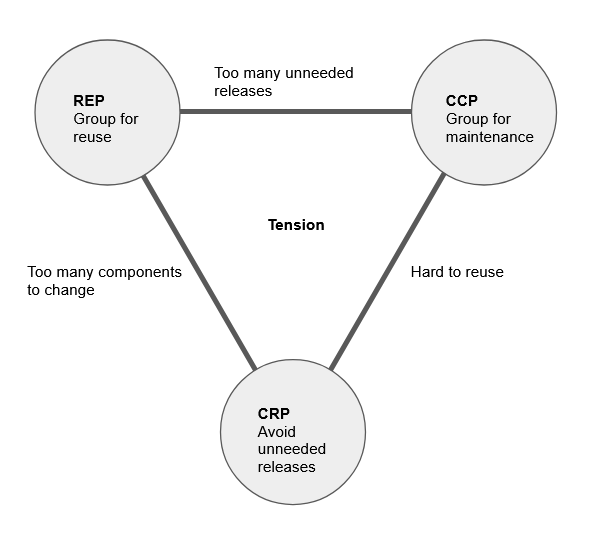 Too many unneeded
releases
REP
Group for
reuse
CCP
Group for
maintenance
Tension
Too many components
to change
Hard to reuse
CRP
Avoid
unneeded
releases